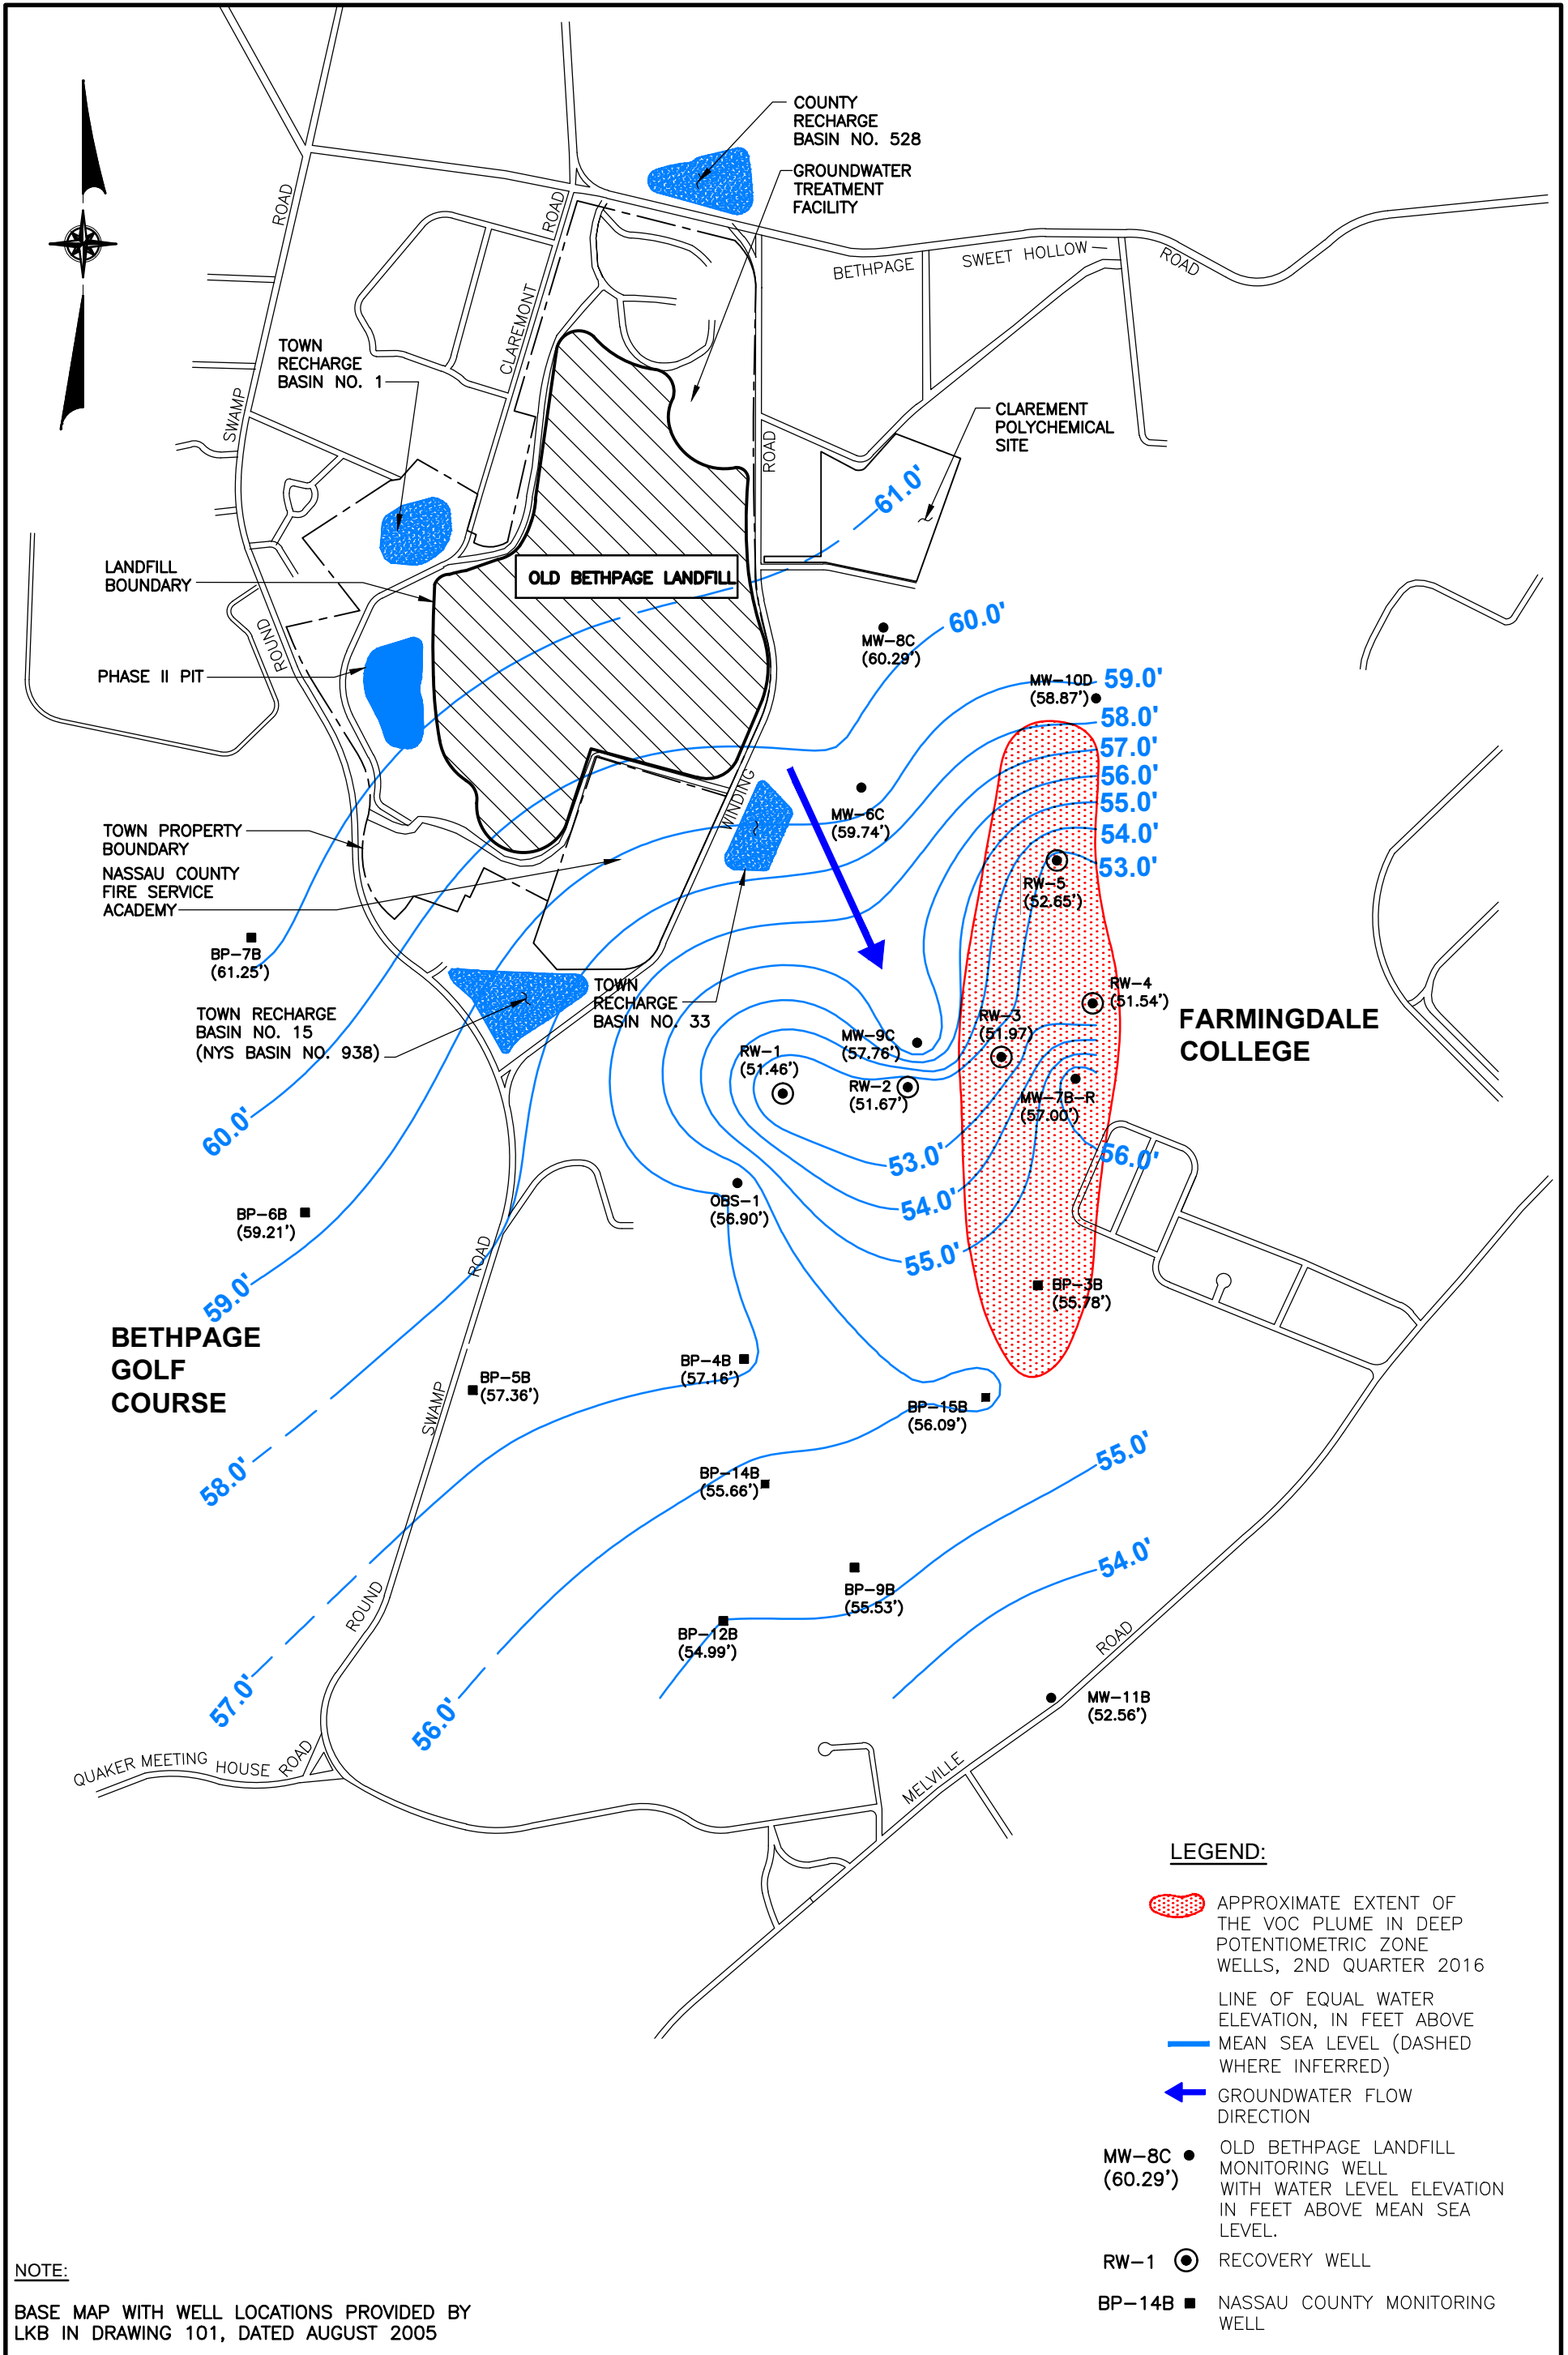 COUNTY
RECHARGE
BASIN NO. 528
GROUNDWATER
TREATMENT
FACILITY
ROAD
ROAD
BETHPAGE
SWEET HOLLOW
ROAD
CLAREMONT
TOWN
RECHARGE
BASIN NO. 1
SWAMP
CLAREMENT
POLYCHEMICAL
SITE
ROAD
61.0'
LANDFILL
BOUNDARY
OLD BETHPAGE LANDFILL
60.0'
MW-8C
(60.29')
ROUND
PHASE II PIT
MW-10D
(58.87')
59.0'
58.0'
57.0'
56.0'
55.0'
54.0'
53.0'
WINDING
MW-6C
(59.74')
TOWN PROPERTY
BOUNDARY
NASSAU COUNTY
FIRE SERVICE
ACADEMY
RW-5
(52.65')
BP-7B
(61.25')
TOWN
RECHARGE
BASIN NO. 33
TOWN RECHARGE
BASIN NO. 15
(NYS BASIN NO. 938)
RW-4
(51.54')
RW-3
(51.97)
FARMINGDALE
COLLEGE
MW-9C
(57.76')
RW-1
(51.46')
RW-2
(51.67')
MW-7B-R
(57.00')
60.0'
53.0'
56.0'
OBS-1
(56.90')
54.0'
BP-6B
(59.21')
ROAD
55.0'
59.0'
BP-3B
(55.78')
BETHPAGE
GOLF
COURSE
BP-4B
(57.16')
BP-5B
(57.36')
SWAMP
BP-15B
(56.09')
55.0'
58.0'
BP-14B
(55.66')
54.0'
BP-9B
(55.53')
ROUND
BP-12B
(54.99')
ROAD
57.0'
56.0'
MW-11B
(52.56')
QUAKER MEETING HOUSE ROAD
MELVILLE
LEGEND:
APPROXIMATE EXTENT OF
THE VOC PLUME IN DEEP
POTENTIOMETRIC ZONE
WELLS, 2ND QUARTER 2016
LINE OF EQUAL WATER
ELEVATION, IN FEET ABOVE
MEAN SEA LEVEL (DASHED
WHERE INFERRED)
GROUNDWATER FLOW
DIRECTION
MW-8C
(60.29')
OLD BETHPAGE LANDFILL
MONITORING WELL
WITH WATER LEVEL ELEVATION
IN FEET ABOVE MEAN SEA
LEVEL.
RW-1 RECOVERY WELL
BP-14B NASSAU COUNTY MONITORING
WELL
NOTE:
BASE MAP WITH WELL LOCATIONS PROVIDED BY
LKB IN DRAWING 101, DATED AUGUST 2005